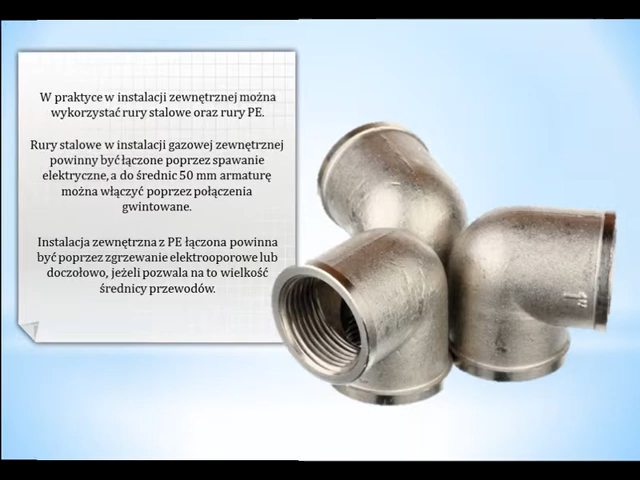 W praktyce w instalacji zewnętrznej można
wykorzystać rury stalowe oraz rury PE.
Rury stalowe w instalacji gazowej zewnętrznej
powinny być łączone poprzez spawanie
elektryczne, a do średnic 50 mm armaturę
można włączyć poprzez połączenia
gwintowane.
Instalacja zewnętrzna z PE łączona powinna
być poprzez zgrzewanie elektrooporowe lub
doczołowo, jeżeli pozwala na to wielkość
średnicy przewodów.